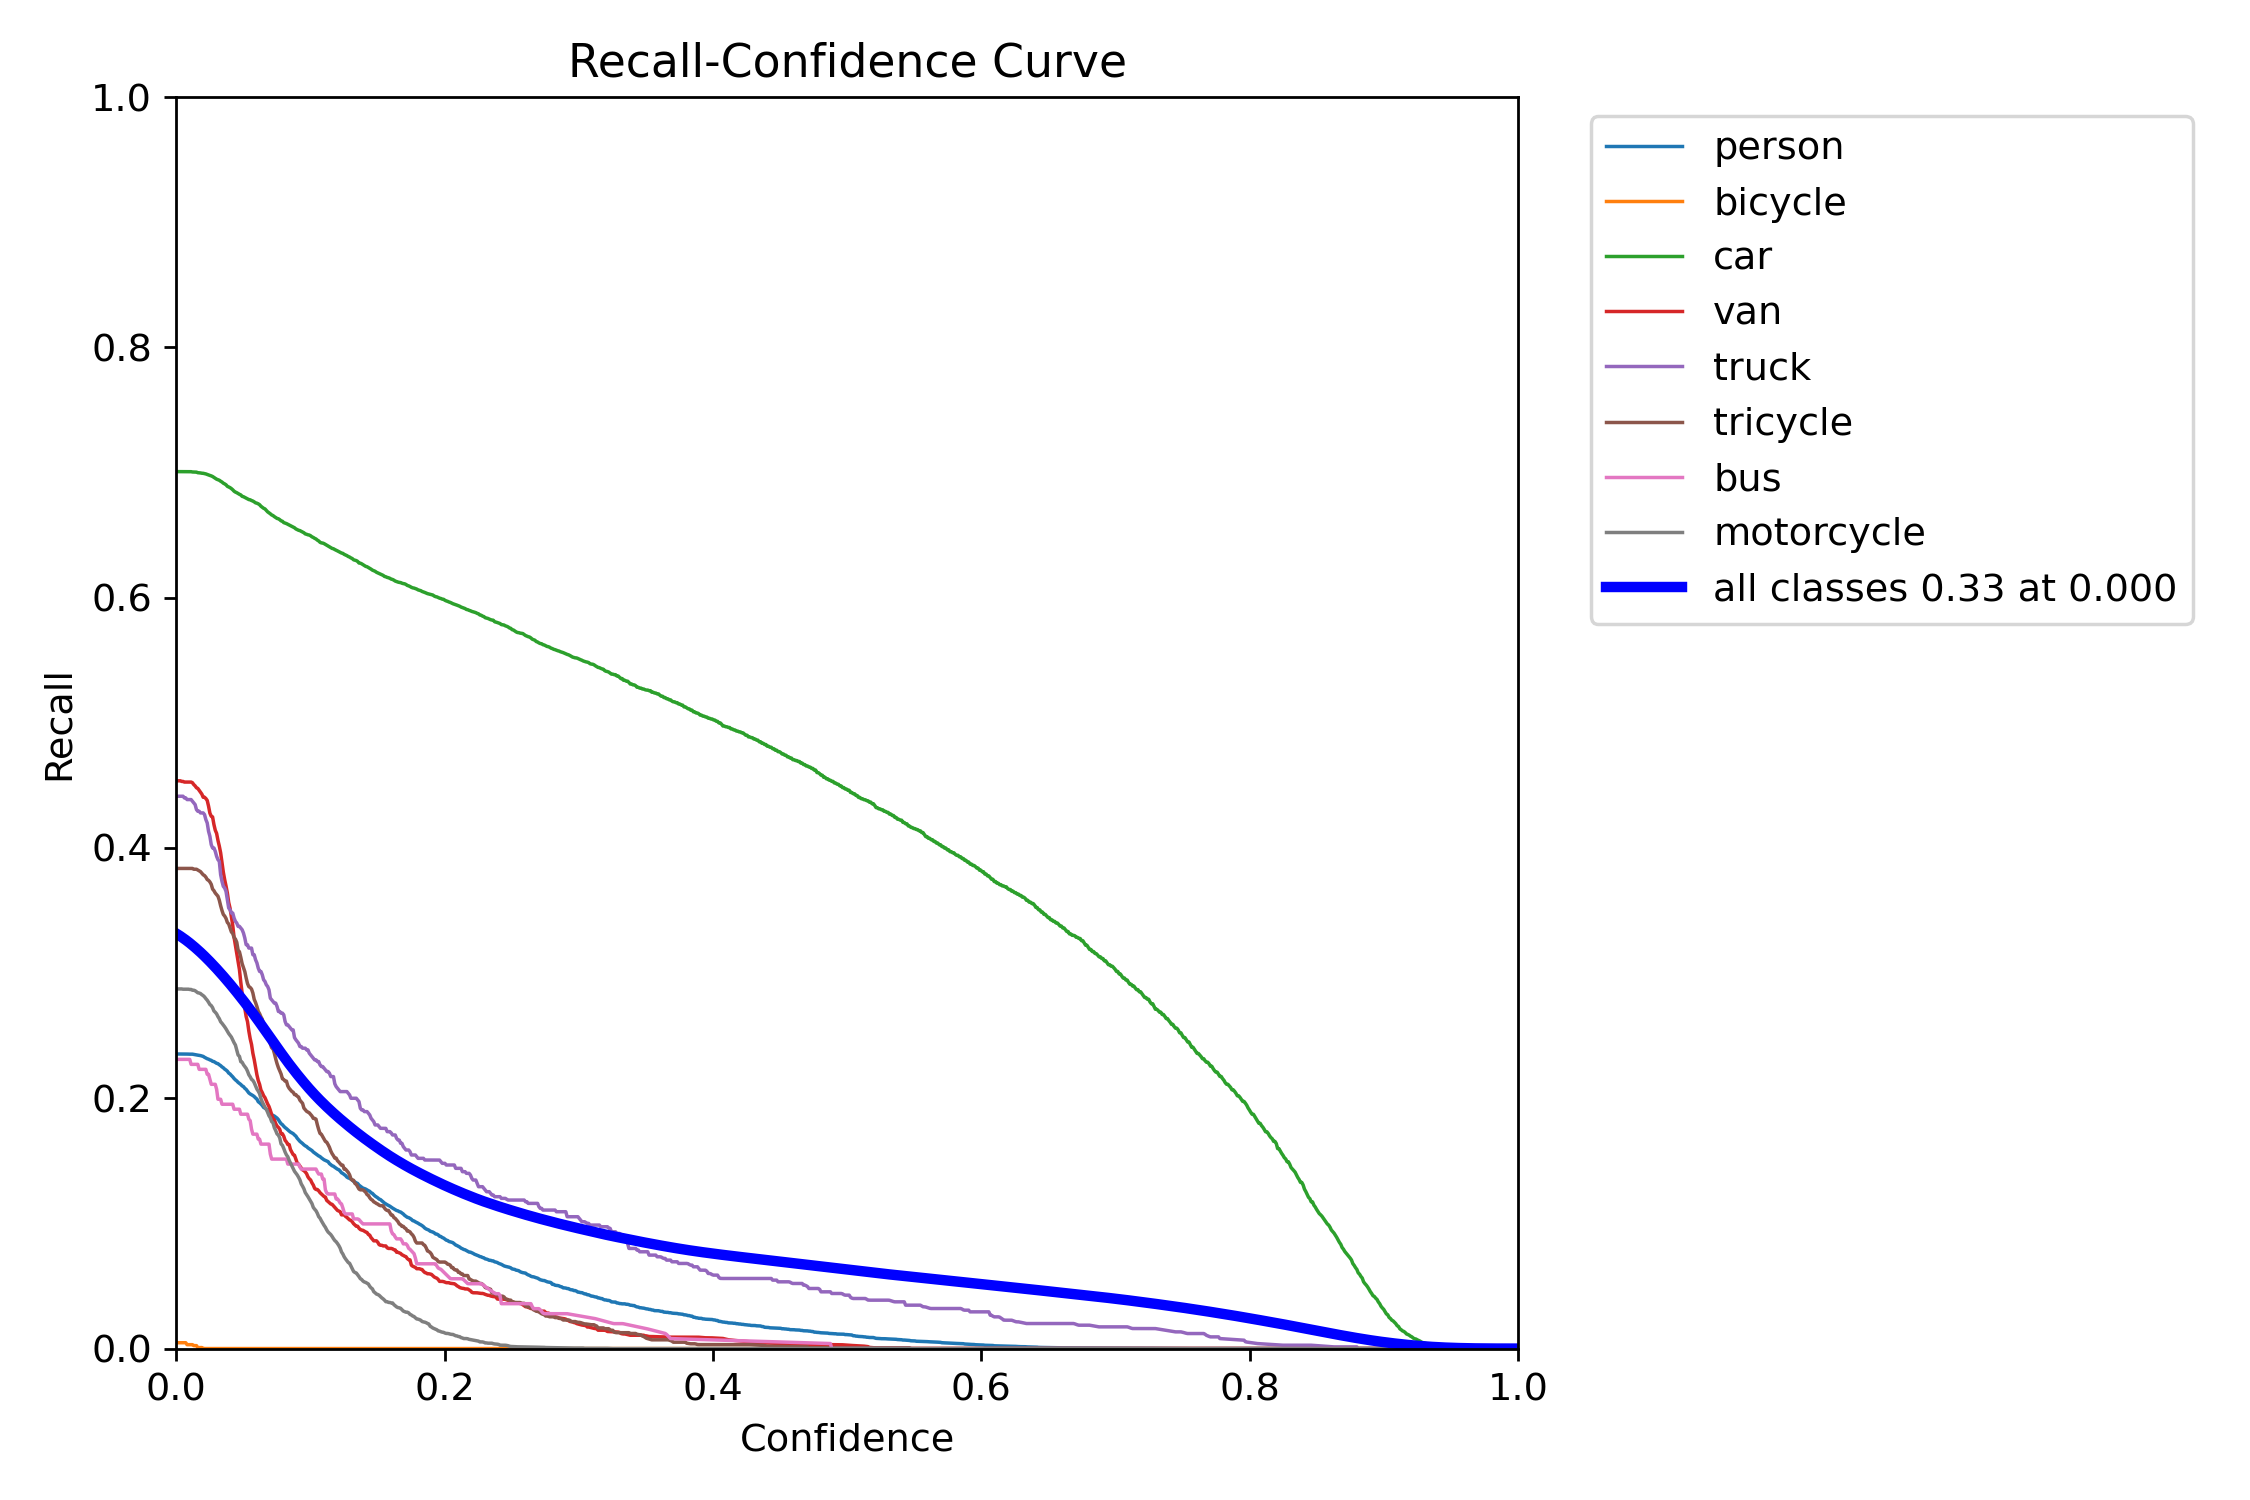 Recall-Confidence Curve
1.0
0.8
0.6
0.4
0.2
0.0
Recall
0.0 0.2 0.4 0.6 0.8 1.0
Confidence
person
bicycle
car
van
truck
tricycle
bus
motorcycle
all classes 0.33 at 0.000